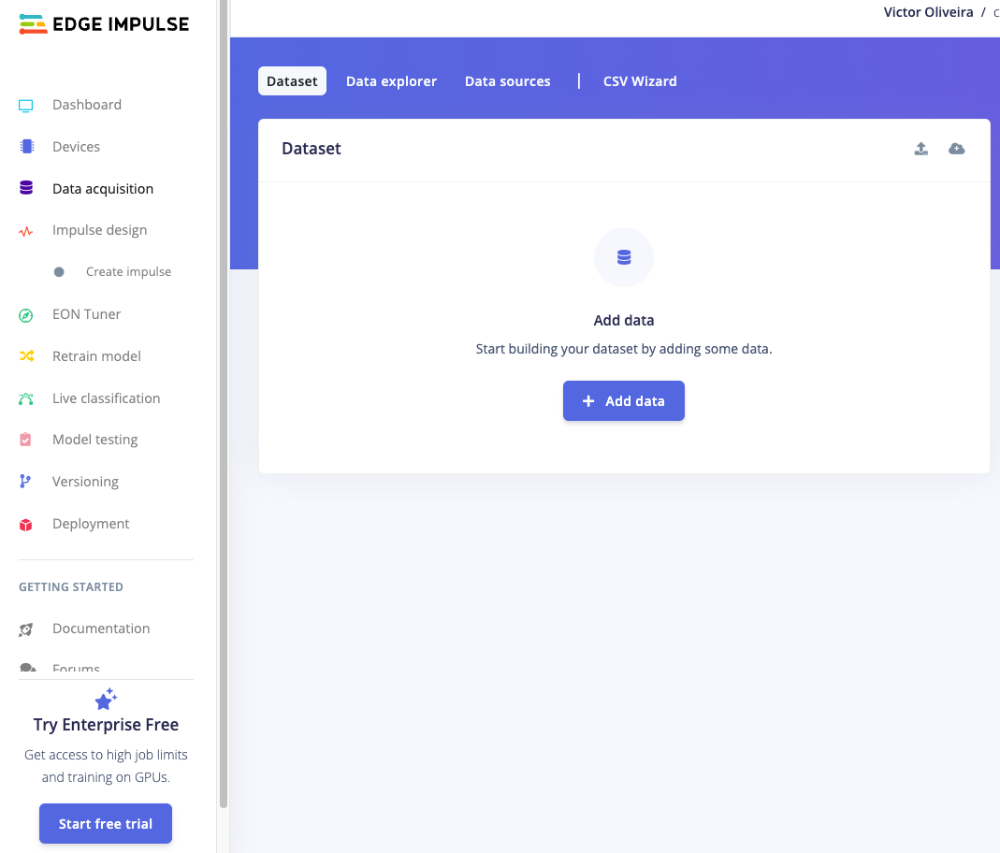 EDGE IMPULSE
Victor Oliveira /
Dashboard
Devices
Data acquisition
Impulse design
Create impulse
EON Tuner
Retrain model
Live classification
Model testing
Versioning
Deployment
GETTING STARTED
Documentation
Forums
Try Enterprise Free
Get access to high job limits
and training on GPUs.
Start free trial
Dataset
Data explorer
Data sources
|
CSV Wizard
Dataset
Add data
Start building your dataset by adding some data.
+ Add data